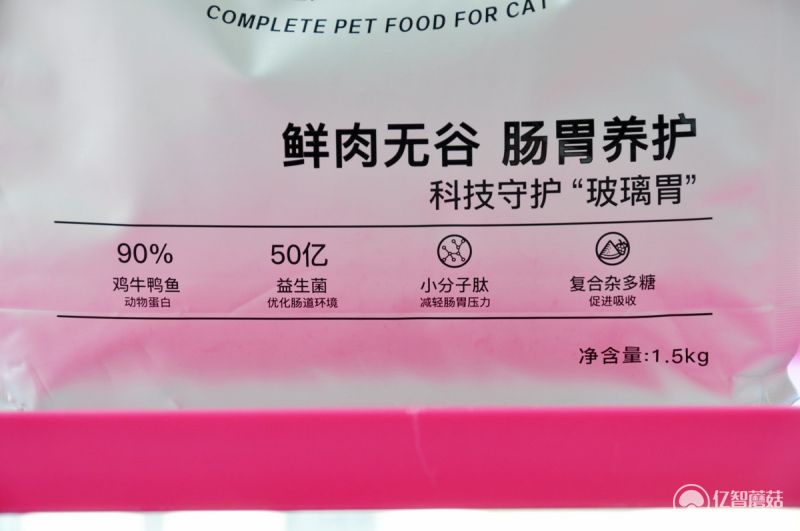 COMPLETE PET FOOD FOR CAT
鲜肉无谷 肠胃养护
科技守护“玻璃胃”
90% 50亿
鸡牛鸭鱼 益生菌 小分子肽 复合杂多糖
动物蛋白 优化肠道环境 减轻肠胃压力 促进吸收
净含量:1.5kg
亿智蘑菇